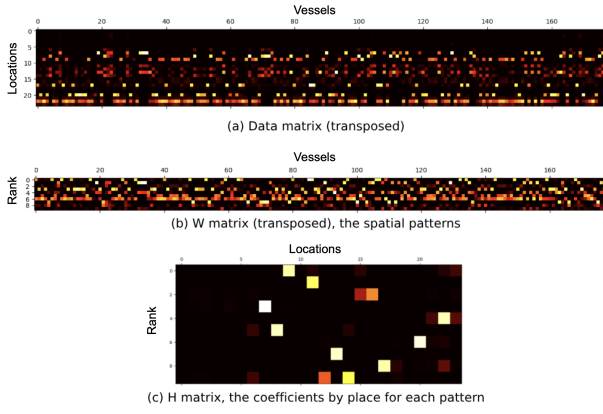 Vessels
0 20 40 60 80 100 120 140 160
Locations
0
5
10
15
20
(a) Data matrix (transposed)
Vessels
0 20 40 60 80 100 120 140 160
Rank
0
2
4
6
8
(b) W matrix (transposed), the spatial patterns
Locations
0 5 10 15 20
Rank
0
2
4
6
8
(c) H matrix, the coefficients by place for each pattern